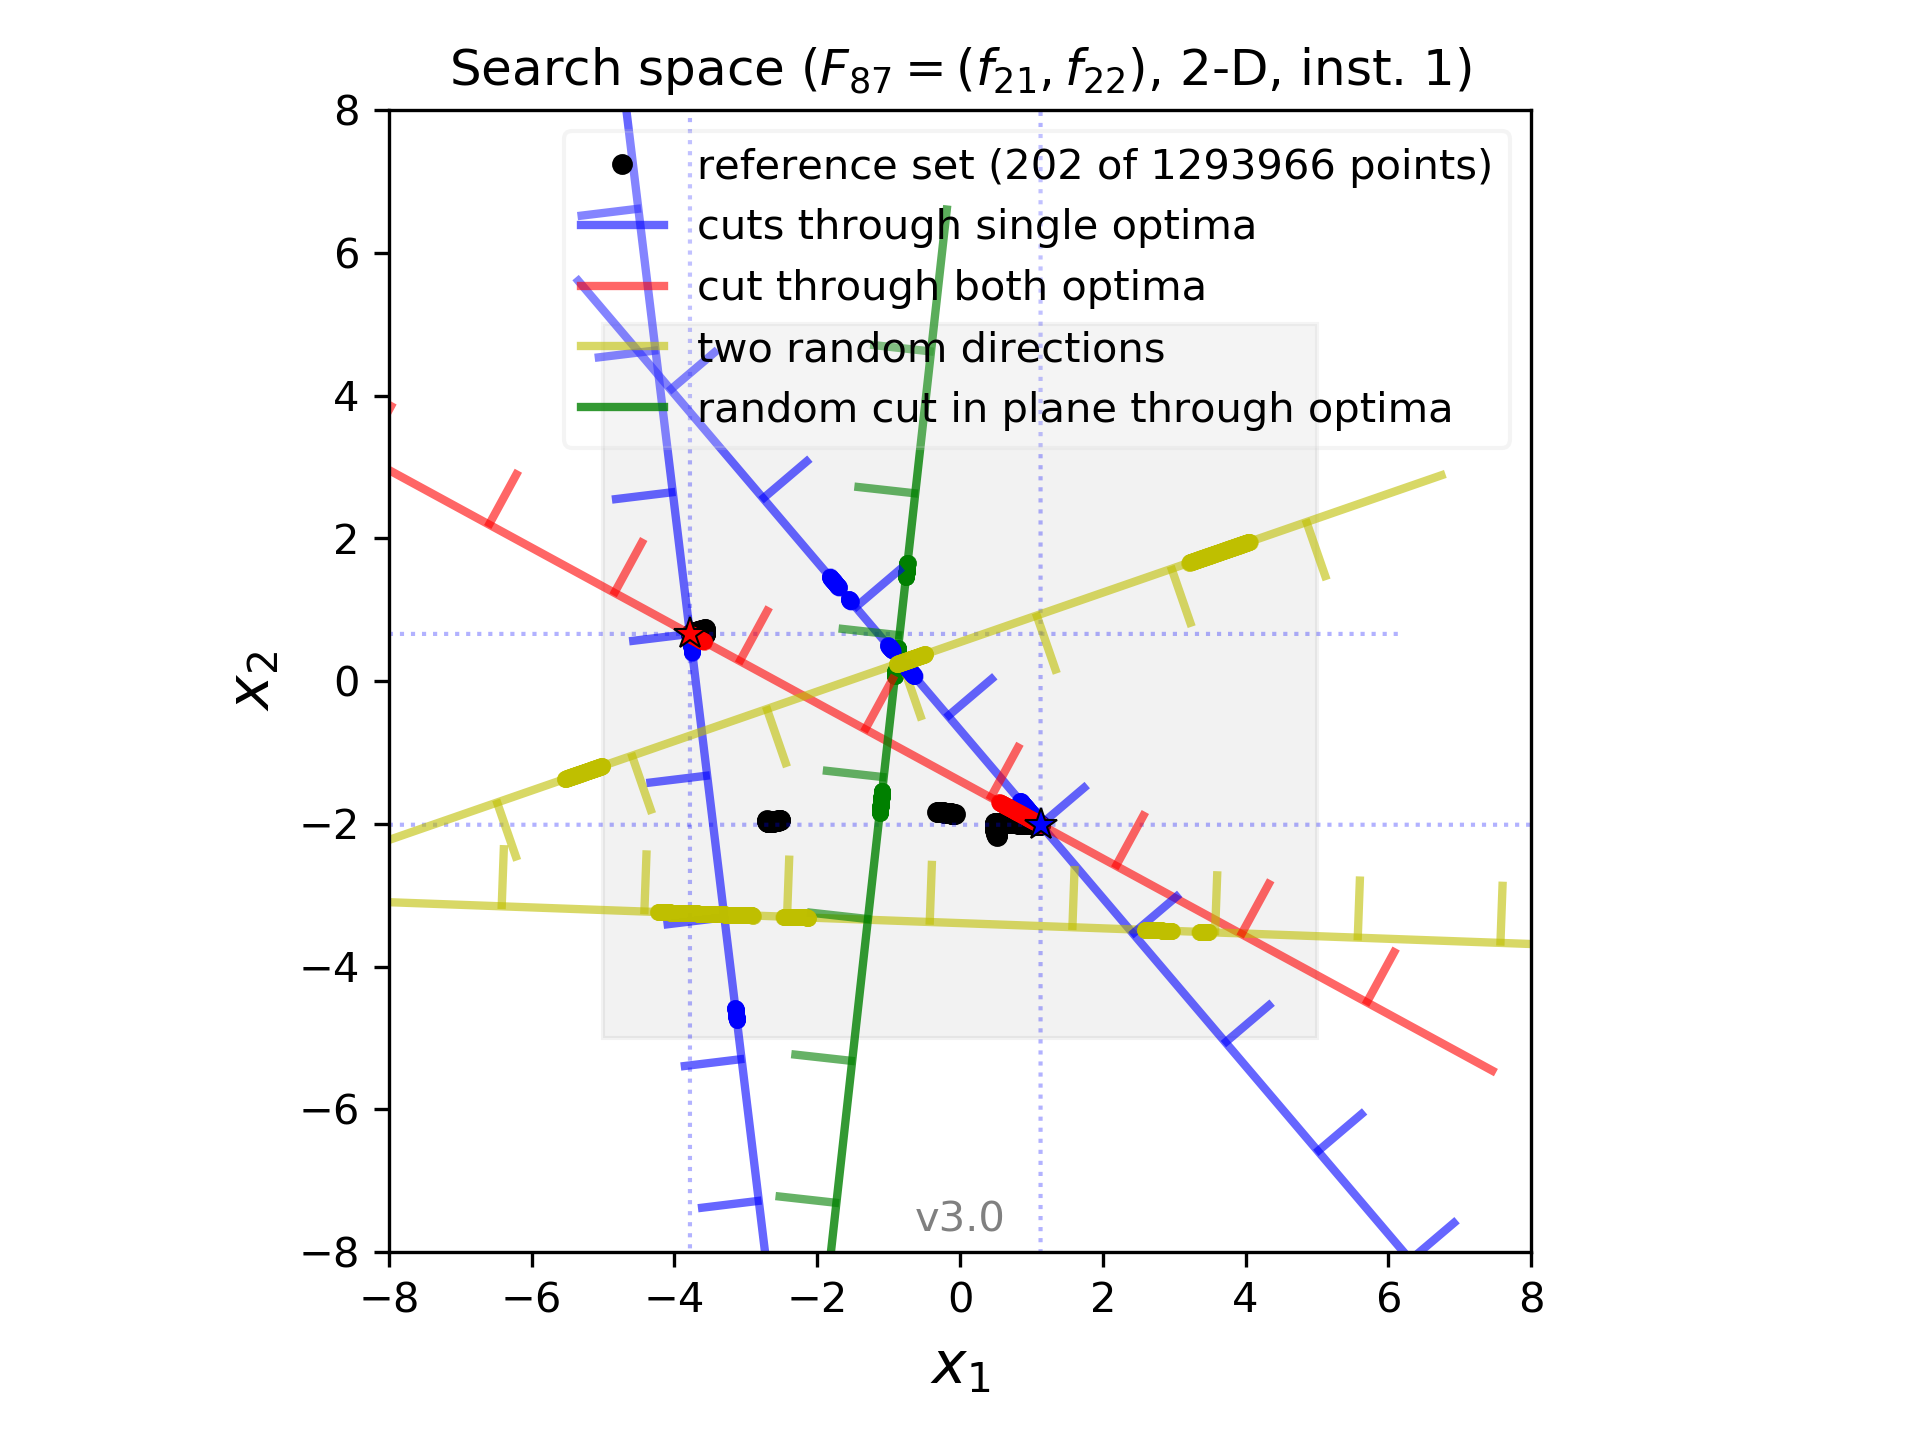 Search space (F87 = (f21, f22), 2-D, inst. 1)
reference set (202 of 1293966 points)
cuts through single optima
cut through both optima
two random directions
random cut in plane through optima
8
6
4
2
0
−2
−4
−6
−8
x2
v3.0
−8 −6 −4 −2 0 2 4 6 8
x1